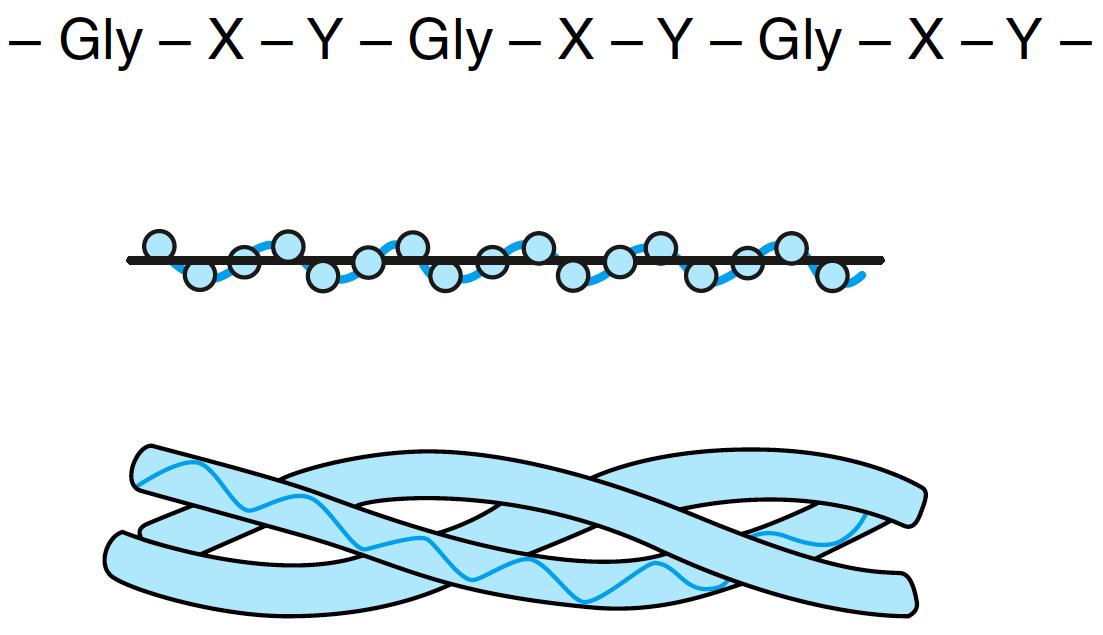 – Gly – X – Y – Gly – X – Y – Gly – X – Y –